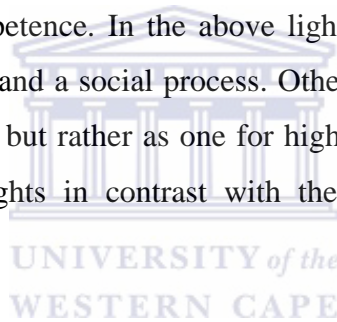 petence. In the above ligh
and a social process. Othe
but rather as one for high
ghts in contrast with the
UNIVERSITY of the
WESTERN CAPE